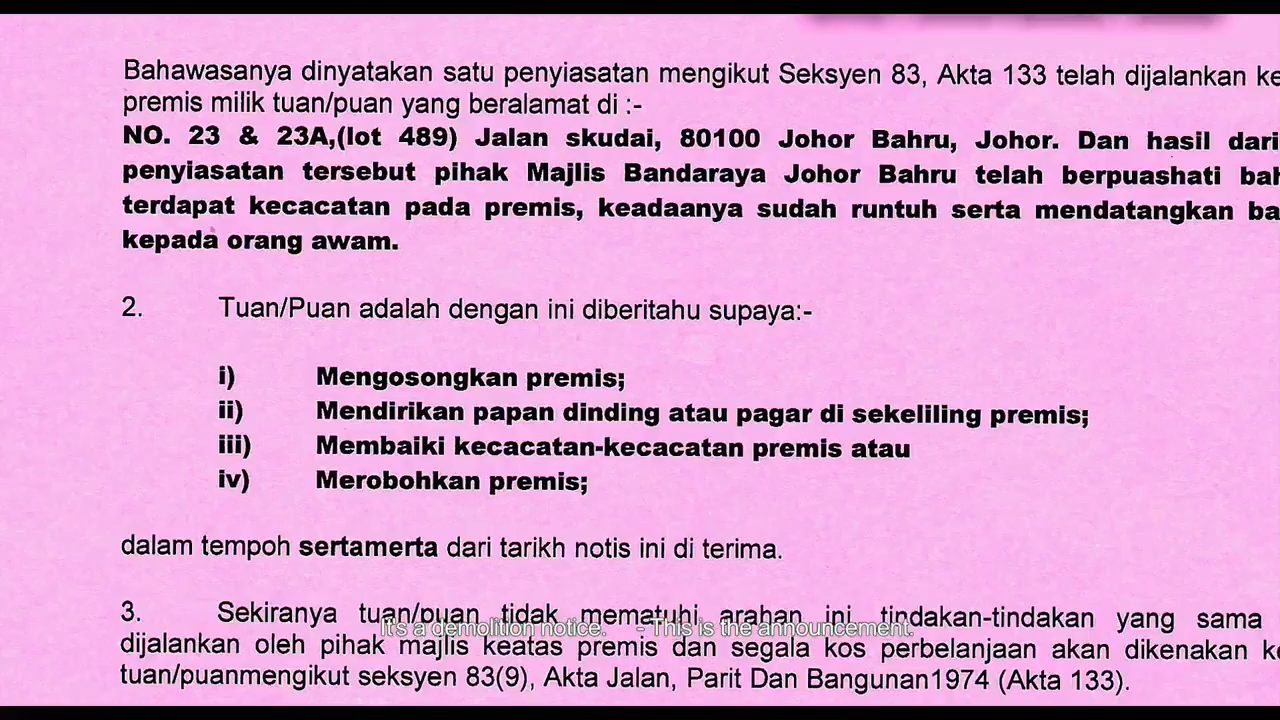 Bahawasanya dinyatakan satu penyiasatan mengikut Seksyen 83, Akta 133 telah dijalankan ke
premis milik tuan/puan yang beralamat di :-
NO. 23 & 23A,(lot 489) Jalan skudai, 80100 Johor Bahru, Johor. Dan hasil dari
penyiasatan tersebut pihak Majlis Bandaraya Johor Bahru telah berpuashati bah
terdapat kecacatan pada premis, keadaanya sudah runtuh serta mendatangkan ba
kepada orang awam.
2. Tuan/Puan adalah dengan ini diberitahu supaya:-
i) Mengosongkan premis;
ii) Mendirikan papan dinding atau pagar di sekeliling premis;
iii) Membaiki kecacatan-kecacatan premis atau
iv) Merobohkan premis;
dalam tempoh sertamerta dari tarikh notis ini di terima.
3. Sekiranya tuan/puan tidak mematuhi arahan ini, tindakan-tindakan yang sama
It's a demolition notice. - This is the announcement.
dijalankan oleh pihak majlis keatas premis dan segala kos perbelanjaan akan dikenakan ke
tuan/puanmengikut seksyen 83(9), Akta Jalan, Parit Dan Bangunan1974 (Akta 133).